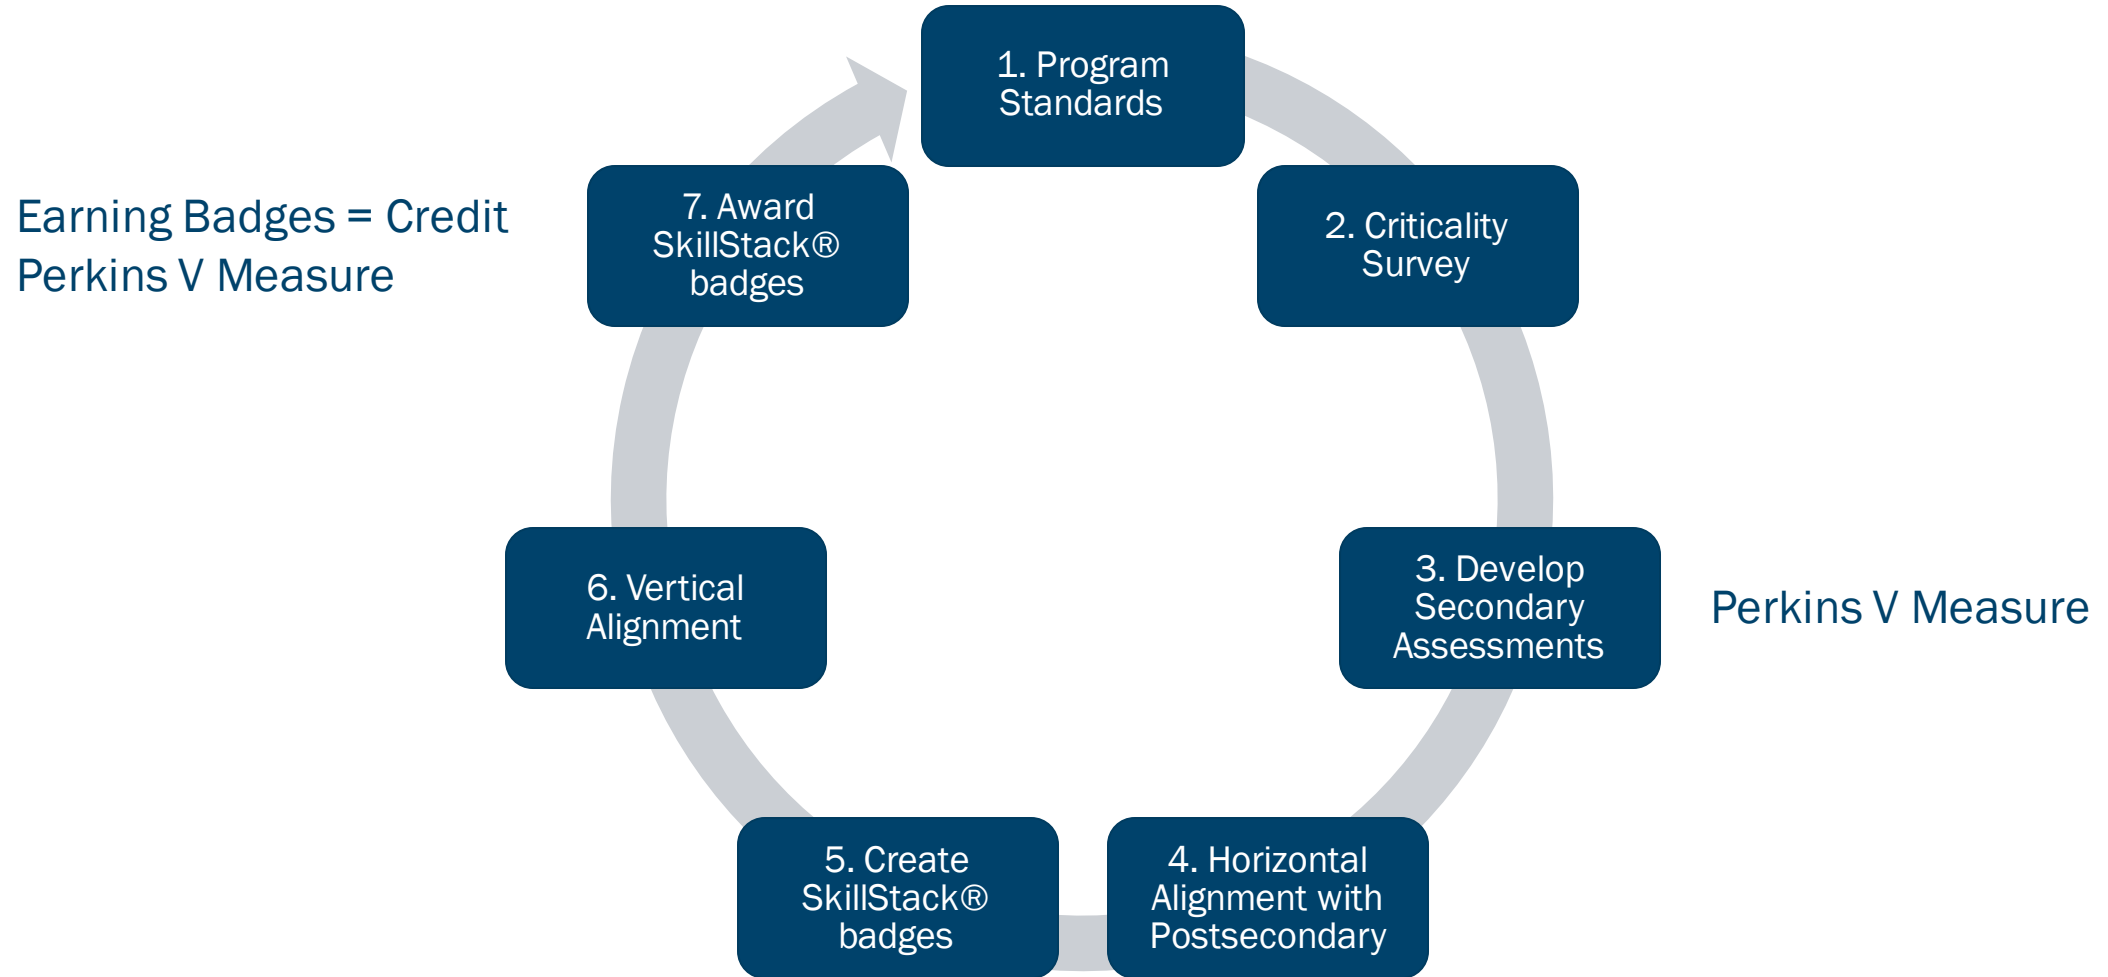 1. Program
Standards
2. Criticality
Survey
3. Develop
Secondary
Assessments
Perkins V Measure
4. Horizontal
Alignment with
Postsecondary
5. Create
SkillStack®
badges
6. Vertical
Alignment
7. Award
SkillStack®
badges
Earning Badges = Credit
Perkins V Measure